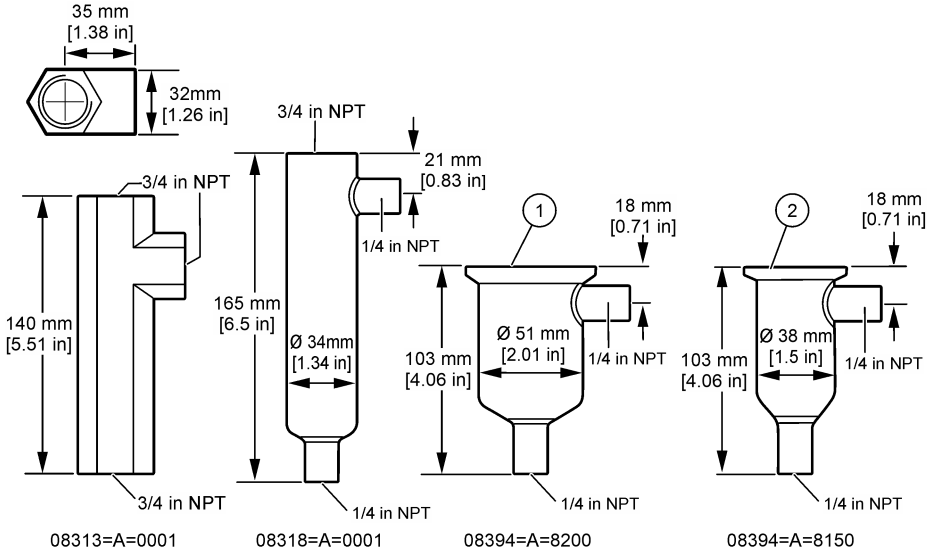 35 mm
[1.38 in]
32mm
[1.26 in]
3/4 in NPT
140 mm
[5.51 in]
3/4 in NPT
08313=A=0001
3/4 in NPT
21 mm
[0.83 in]
1/4 in NPT
165 mm
[6.5 in]
Ø 34mm
[1.34 in]
1/4 in NPT
08318=A=0001
1
18 mm
[0.71 in]
Ø 51 mm
[2.01 in]
1/4 in NPT
103 mm
[4.06 in]
1/4 in NPT
08394=A=8200
2
18 mm
[0.71 in]
Ø 38 mm
[1.5 in]
1/4 in NPT
103 mm
[4.06 in]
1/4 in NPT
08394=A=8150